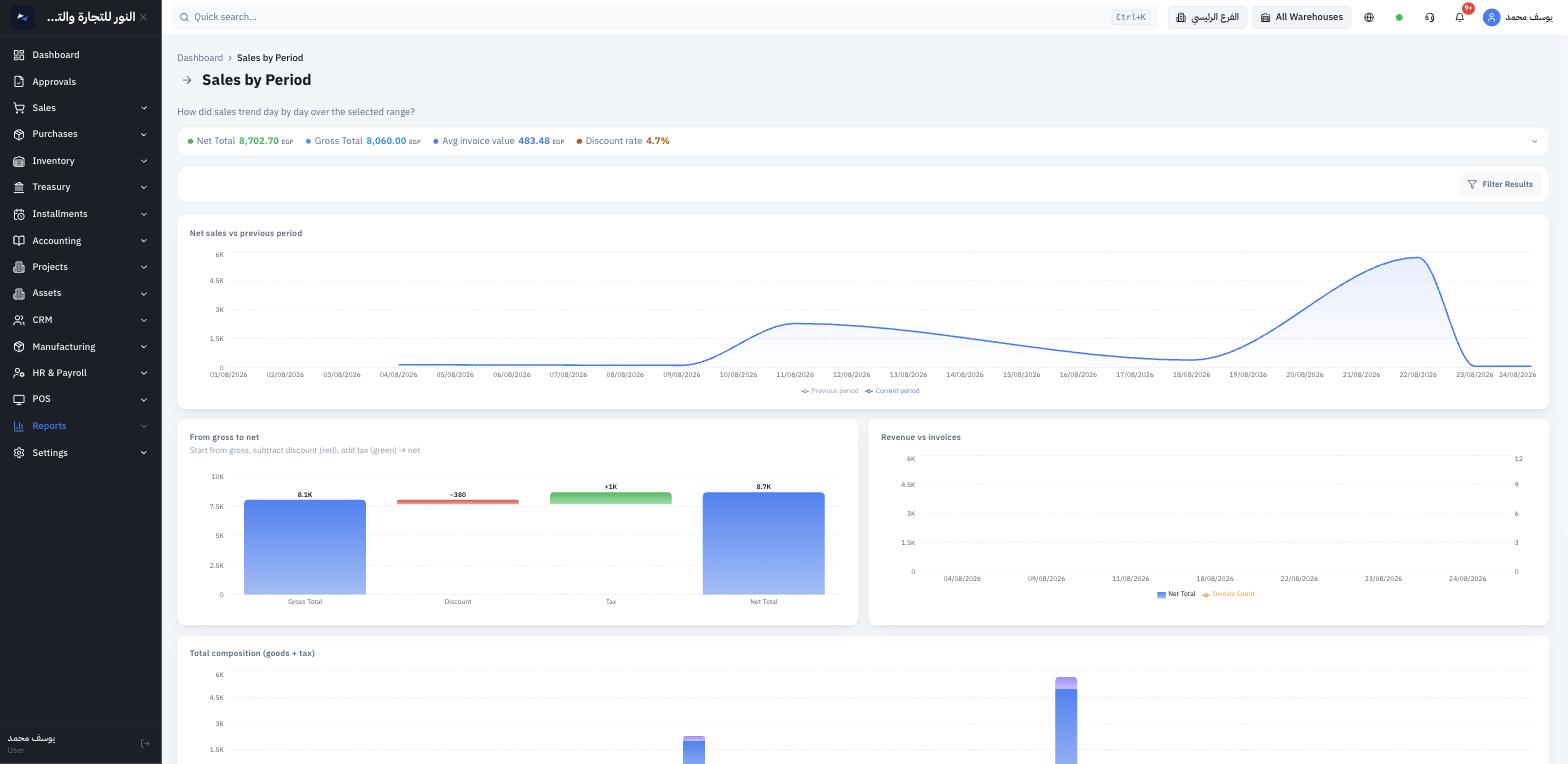 النور للتجارة والتـ...
Quick search...
Ctrl+K
الفرع الرئيسي
All Warehouses
9+
يوسف محمد
Dashboard
Approvals
Sales
Purchases
Inventory
Treasury
Installments
Accounting
Projects
Assets
CRM
Manufacturing
HR & Payroll
POS
Reports
Settings
يوسف محمد
User
Dashboard > Sales by Period
→ Sales by Period
How did sales trend day by day over the selected range?
Net Total 8,702.70 EGP Gross Total 8,060.00 EGP Avg invoice value 483.48 EGP Discount rate 4.7%
Filter Results
Net sales vs previous period
6K
4.5K
3K
1.5K
0
01/08/2026 02/08/2026 03/08/2026 04/08/2026 05/08/2026 06/08/2026 07/08/2026 08/08/2026 09/08/2026 10/08/2026 11/08/2026 12/08/2026 13/08/2026 14/08/2026 15/08/2026 16/08/2026 17/08/2026 18/08/2026 19/08/2026 20/08/2026 21/08/2026 22/08/2026 23/08/2026 24/08/2026
Previous period Current period
From gross to net
Start from gross, subtract discount (red), add tax (green) → net
10K
7.5K
5K
2.5K
0
8.1K
−380
+1K
8.7K
Gross Total Discount Tax Net Total
Revenue vs invoices
6K 12
4.5K 9
3K 6
1.5K 3
0 0
04/08/2026 09/08/2026 11/08/2026 18/08/2026 22/08/2026 23/08/2026 24/08/2026
Net Total Invoice Count
Total composition (goods + tax)
6K
4.5K
3K
1.5K